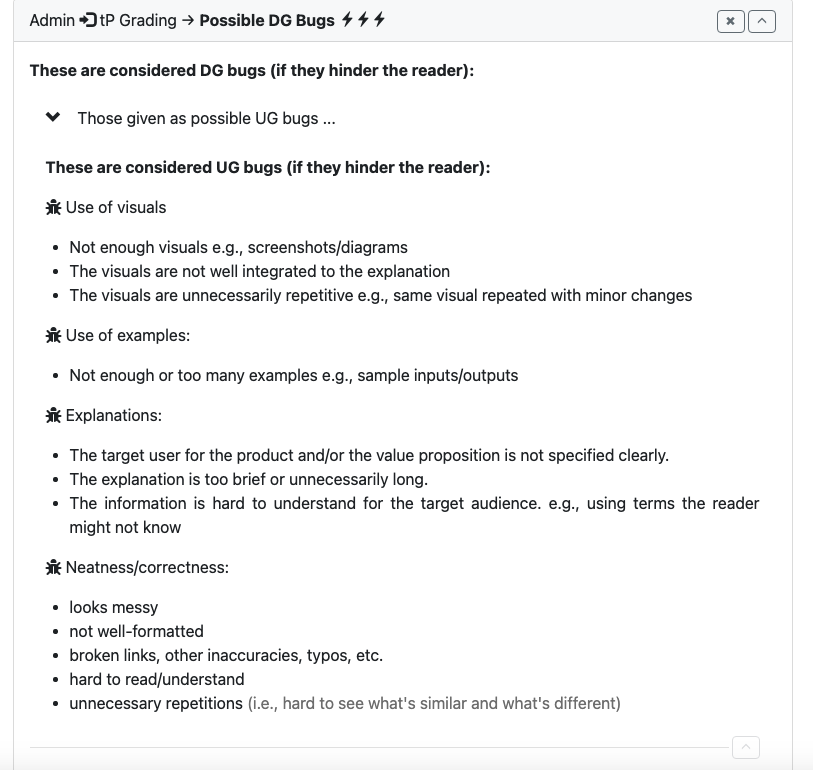 Admin tP Grading → Possible DG Bugs
These are considered DG bugs (if they hinder the reader):
Those given as possible UG bugs ...
These are considered UG bugs (if they hinder the reader):
Use of visuals
• Not enough visuals e.g., screenshots/diagrams
• The visuals are not well integrated to the explanation
• The visuals are unnecessarily repetitive e.g., same visual repeated with minor changes
Use of examples:
• Not enough or too many examples e.g., sample inputs/outputs
Explanations:
• The target user for the product and/or the value proposition is not specified clearly.
• The explanation is too brief or unnecessarily long.
• The information is hard to understand for the target audience. e.g., using terms the reader
might not know
Neatness/correctness:
• looks messy
• not well-formatted
• broken links, other inaccuracies, typos, etc.
• hard to read/understand
• unnecessary repetitions (i.e., hard to see what's similar and what's different)